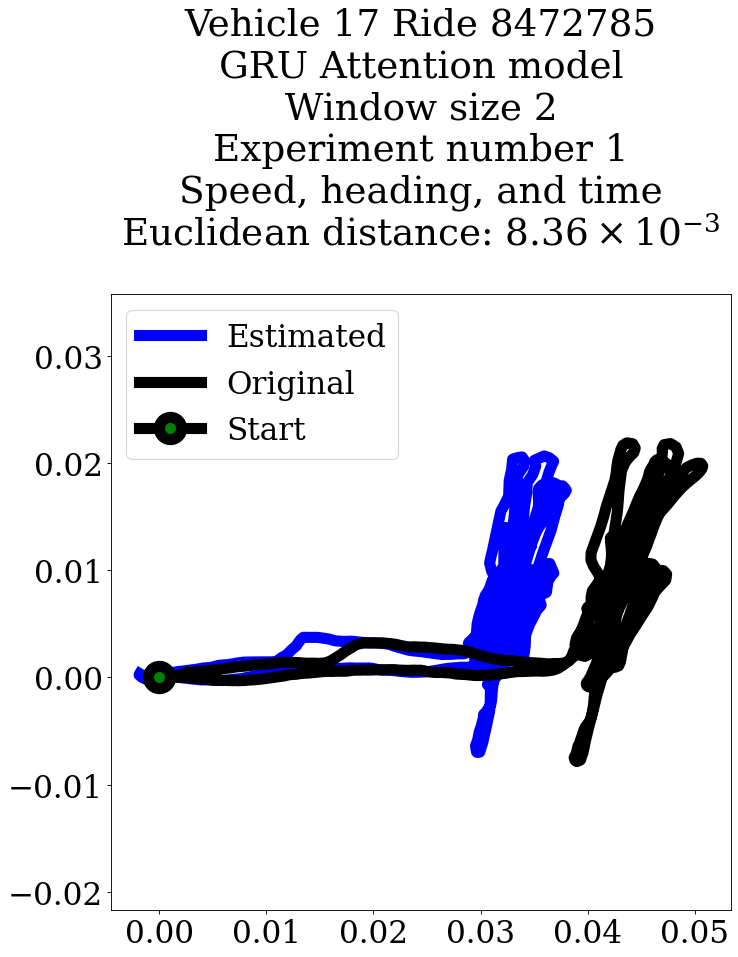 Vehicle 17 Ride 8472785
GRU Attention model
Window size 2
Experiment number 1
Speed, heading, and time
Euclidean distance: 8.36 × 10⁻³
Estimated
Original
Start
0.03
0.02
0.01
0.00
−0.01
−0.02
0.00 0.01 0.02 0.03 0.04 0.05